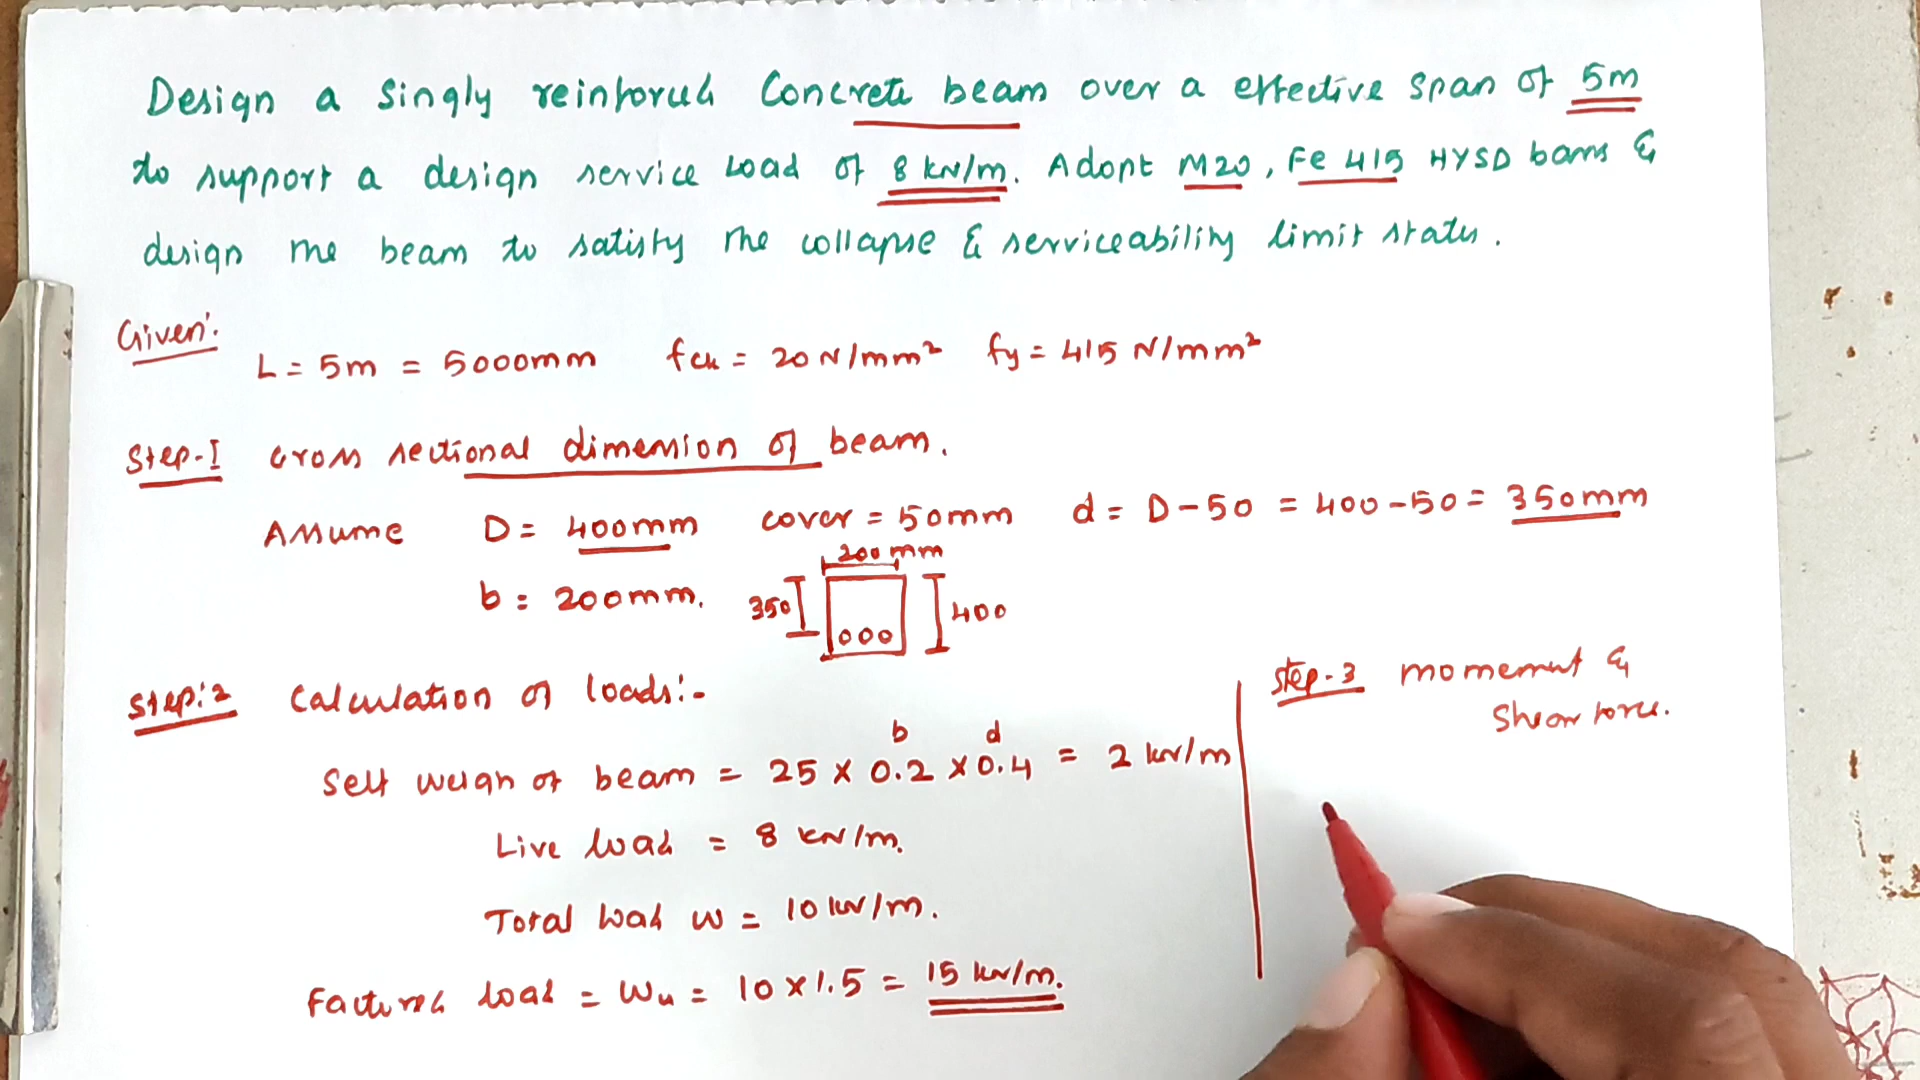 Design a singly reinforced concrete beam over a effective span of 5m
to support a design service load of 8 kN/m. Adopt M20, Fe 415 HYSD bars &
design the beam to satisfy the collapse & serviceability limit states.
Given:
L = 5m = 5000mm fck = 20 N/mm² fy = 415 N/mm²
Step-I cross sectional dimension of beam.
Assume D = 400mm cover = 50mm d = D-50 = 400-50 = 350mm
b = 200mm.
200 mm
350 400
Step:2 Calculation of loads:-
b d
Self weigh of beam = 25 x 0.2 x 0.4 = 2 kN/m
Live load = 8 kN/m.
Total load w = 10 kN/m.
Factured load = Wu = 10 x 1.5 = 15 kN/m.
Step-3 moment &
Shear force.